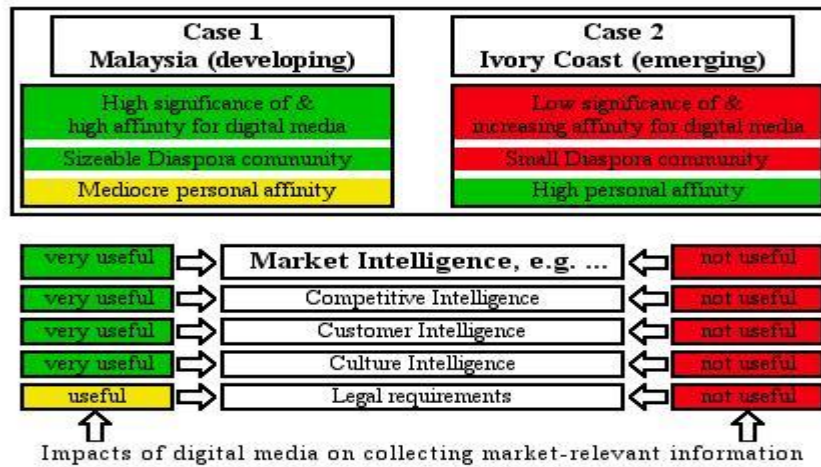 Case 1
Malaysia (developing)
Case 2
Ivory Coast (emerging)
High significance of &
high affinity for digital media
Sizeable Diaspora community
Mediocre personal affinity
Low significance of &
increasing affinity for digital media
Small Diaspora community
High personal affinity
very useful Market Intelligence, e.g. ... not useful
very useful Competitive Intelligence not useful
very useful Customer Intelligence not useful
very useful Culture Intelligence not useful
useful Legal requirements not useful
Impacts of digital media on collecting market-relevant information